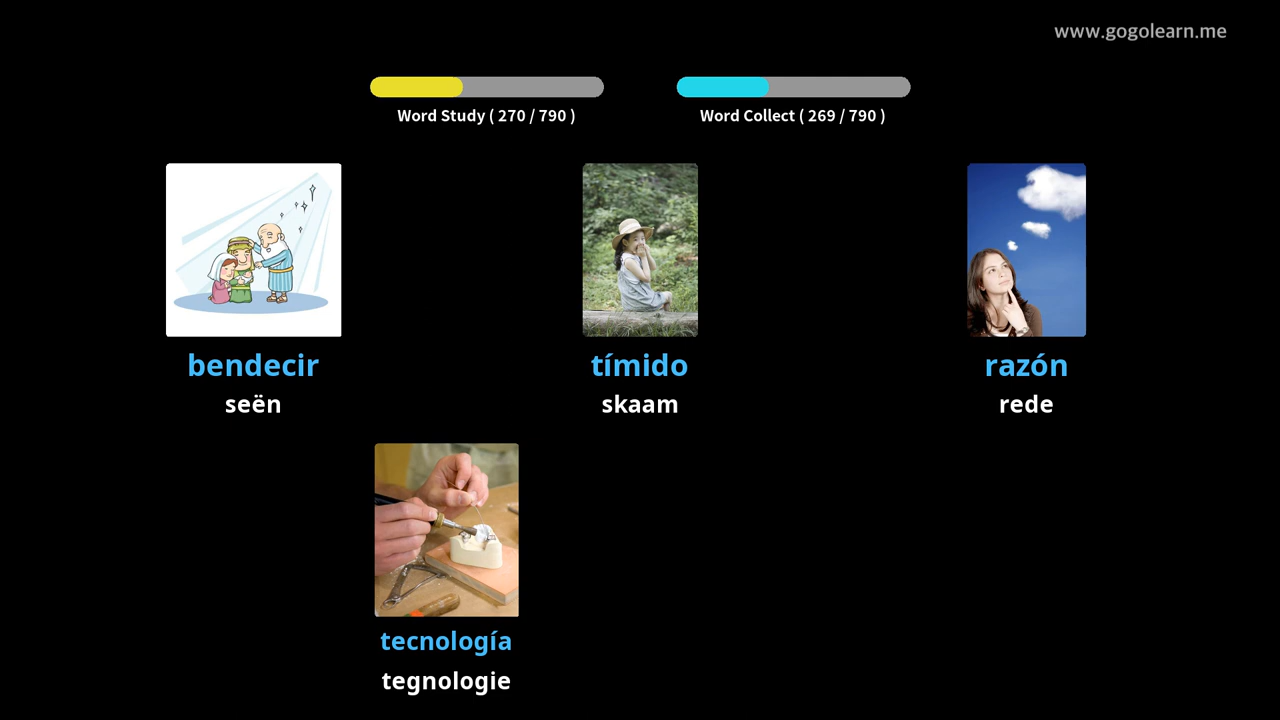 www.gogolearn.me
Word Study ( 270 / 790 )
Word Collect ( 269 / 790 )
bendecir
seën
tímido
skaam
razón
rede
tecnología
tegnologie